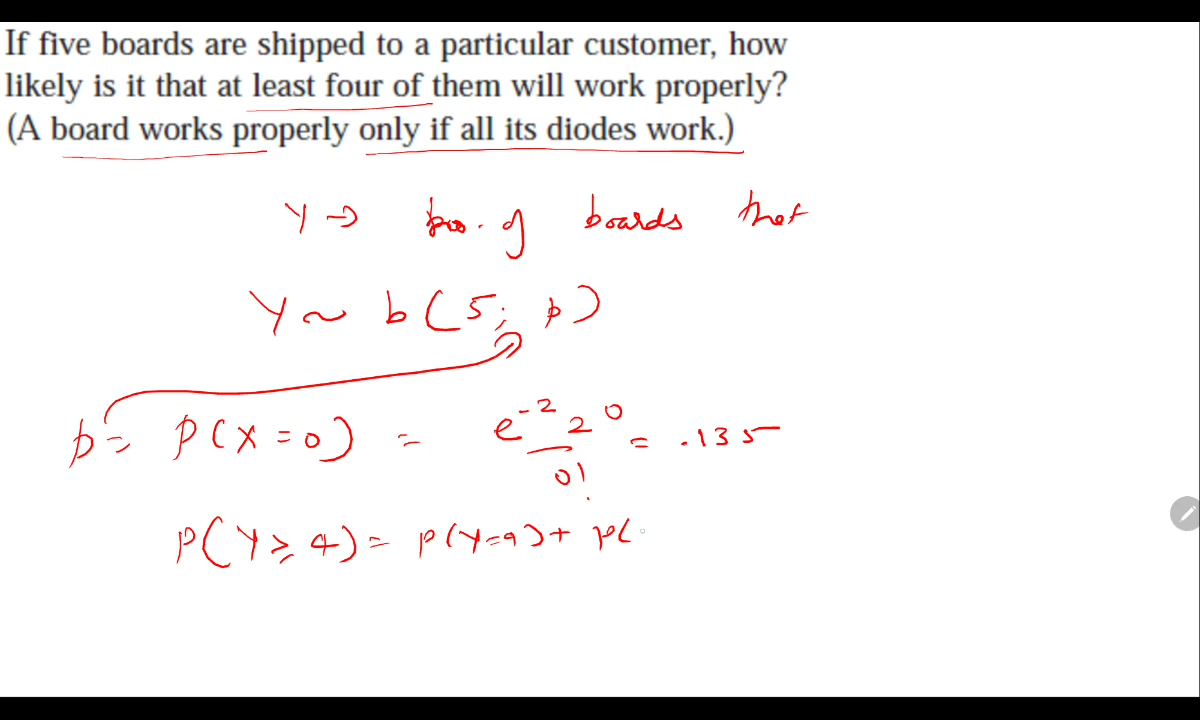 If five boards are shipped to a particular customer, how
likely is it that at least four of them will work properly?
(A board works properly only if all its diodes work.)
Y → no. of boards that
Y ~ b(5; p)
p = P(X = 0) = e^-2 2^0 / 0! = .135
P(Y ≥ 4) = P(Y=4) + P(